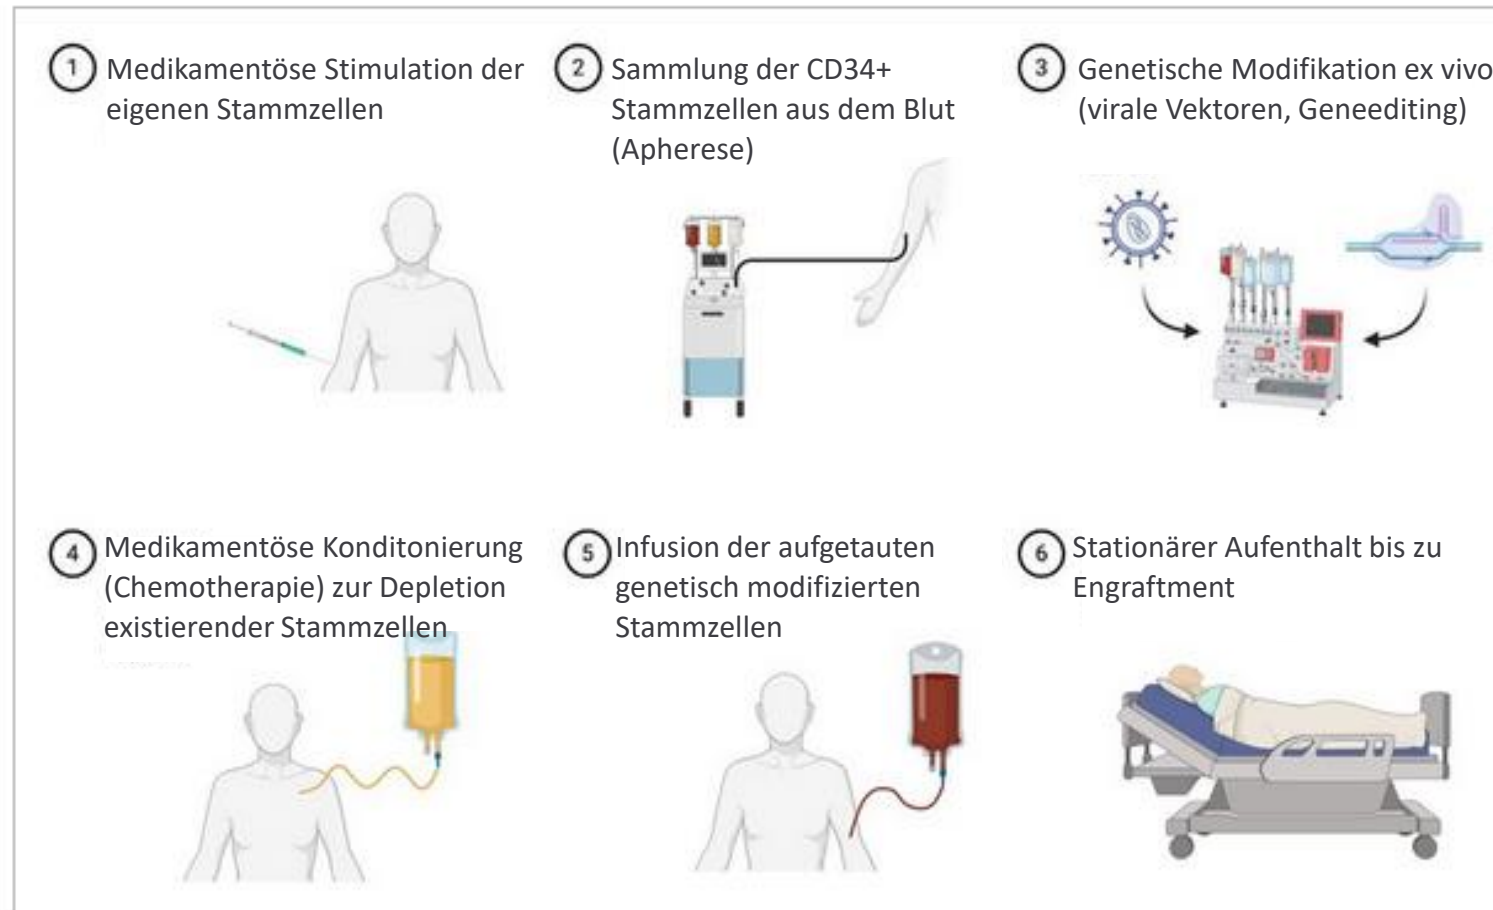 1
Medikamentöse Stimulation der
eigenen Stammzellen
2
Sammlung der CD34+
Stammzellen aus dem Blut
(Apherese)
3
Genetische Modifikation ex vivo
(virale Vektoren, Geneediting)
4
Medikamentöse Konditonierung
(Chemotherapie) zur Depletion
existierender Stammzellen
5
Infusion der aufgetauten
genetisch modifizierten
Stammzellen
6
Stationärer Aufenthalt bis zu
Engraftment